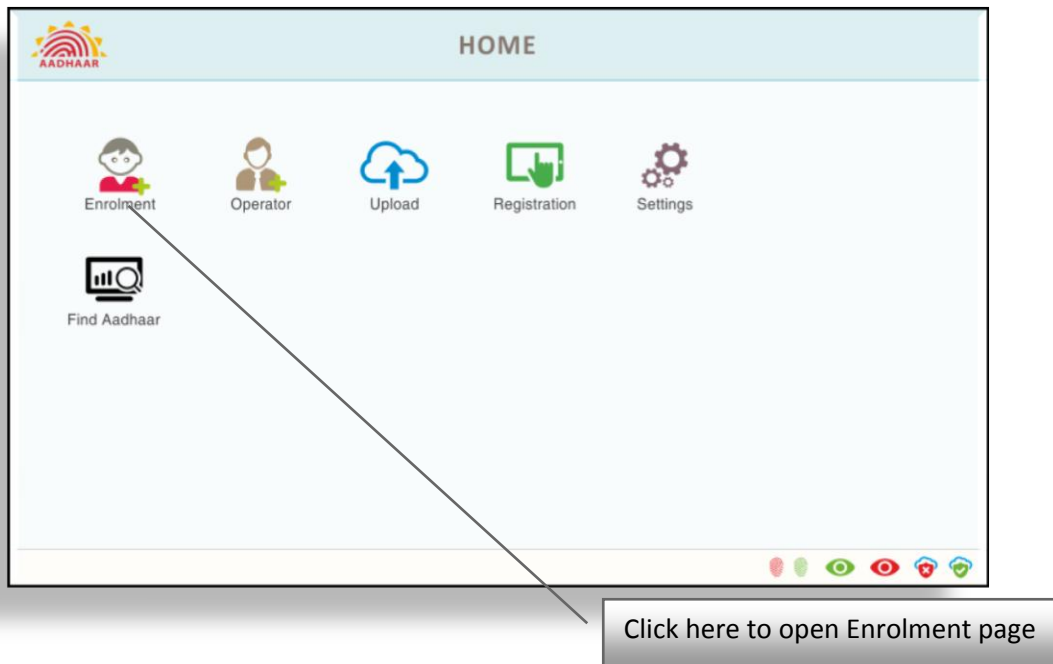 AADHAAR
HOME
Enrolment Operator Upload Registration Settings
Find Aadhaar
Click here to open Enrolment page